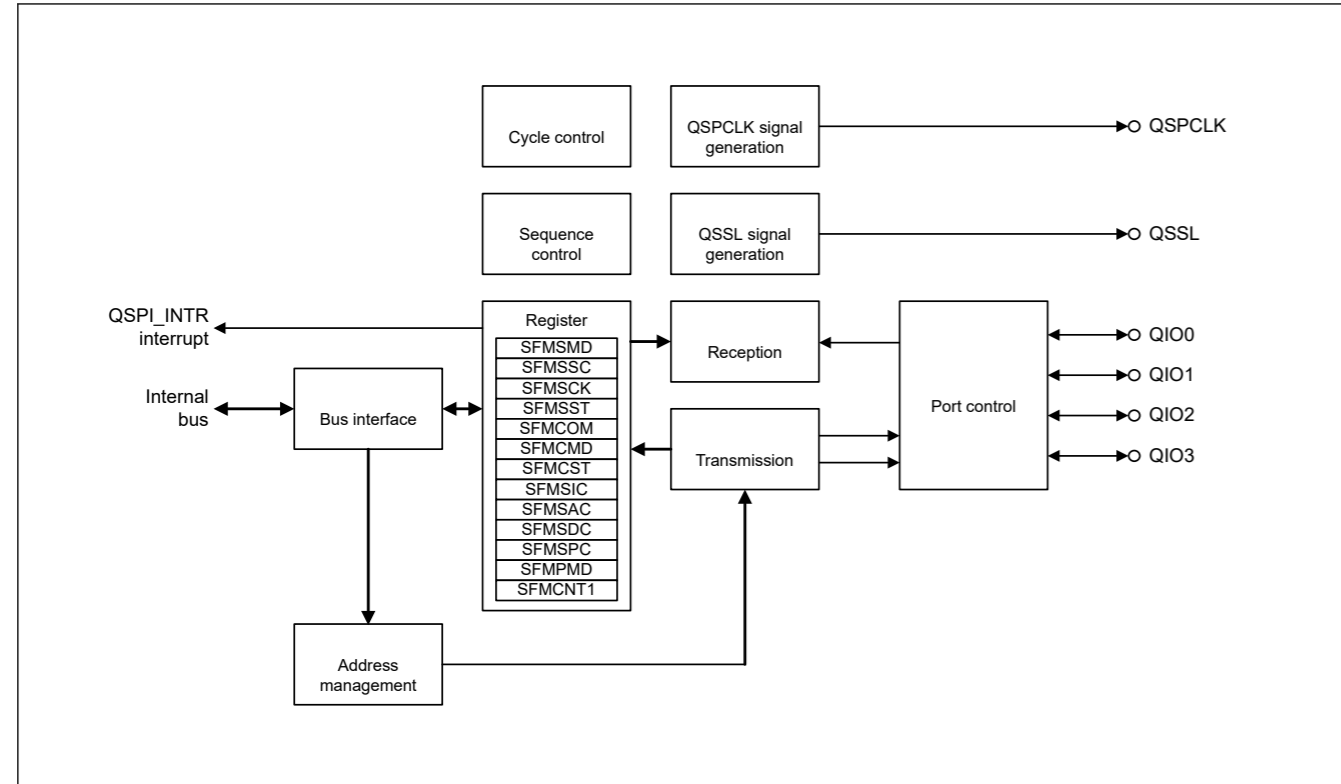 Cycle control
QSPCLK signal
generation
QSPCLK
Sequence
control
QSSL signal
generation
QSSL
QSPI_INTR
interrupt
Internal
bus
Bus interface
Register
SFMSMD
SFMSSC
SFMSCK
SFMSST
SFMCOM
SFMCMD
SFMCST
SFMSIC
SFMSAC
SFMSDC
SFMSPC
SFMPMD
SFMCNT1
Reception
Transmission
Port control
QIO0
QIO1
QIO2
QIO3
Address
management